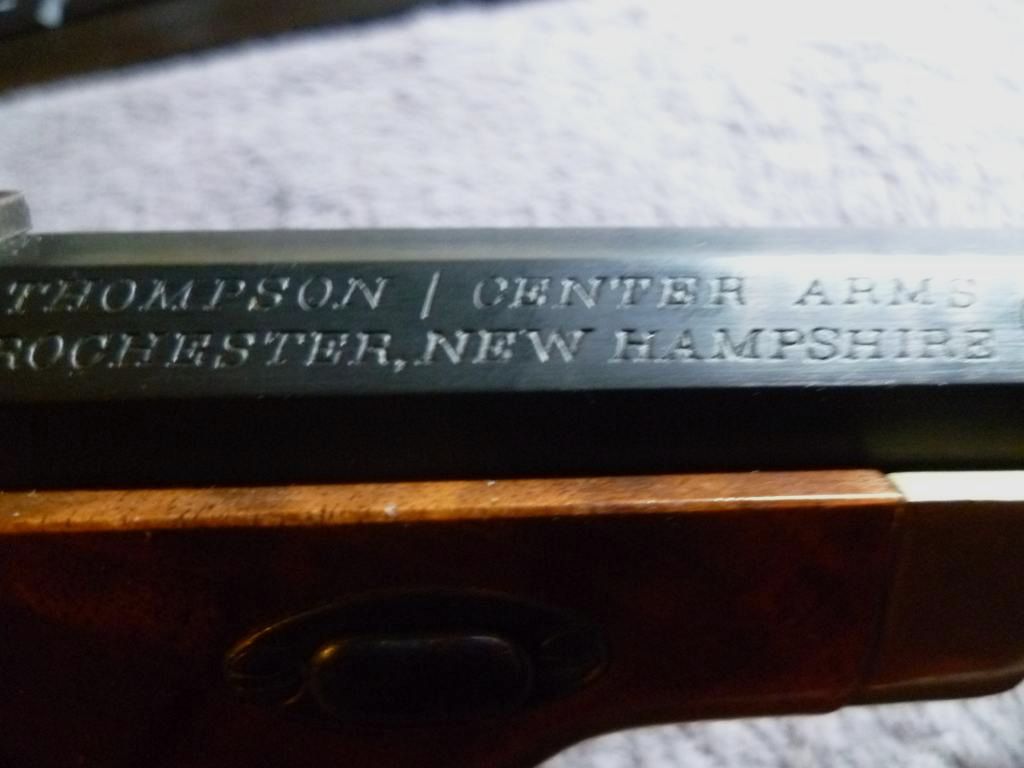 THOMPSON / CENTER ARMS
ROCHESTER, NEW HAMPSHIRE